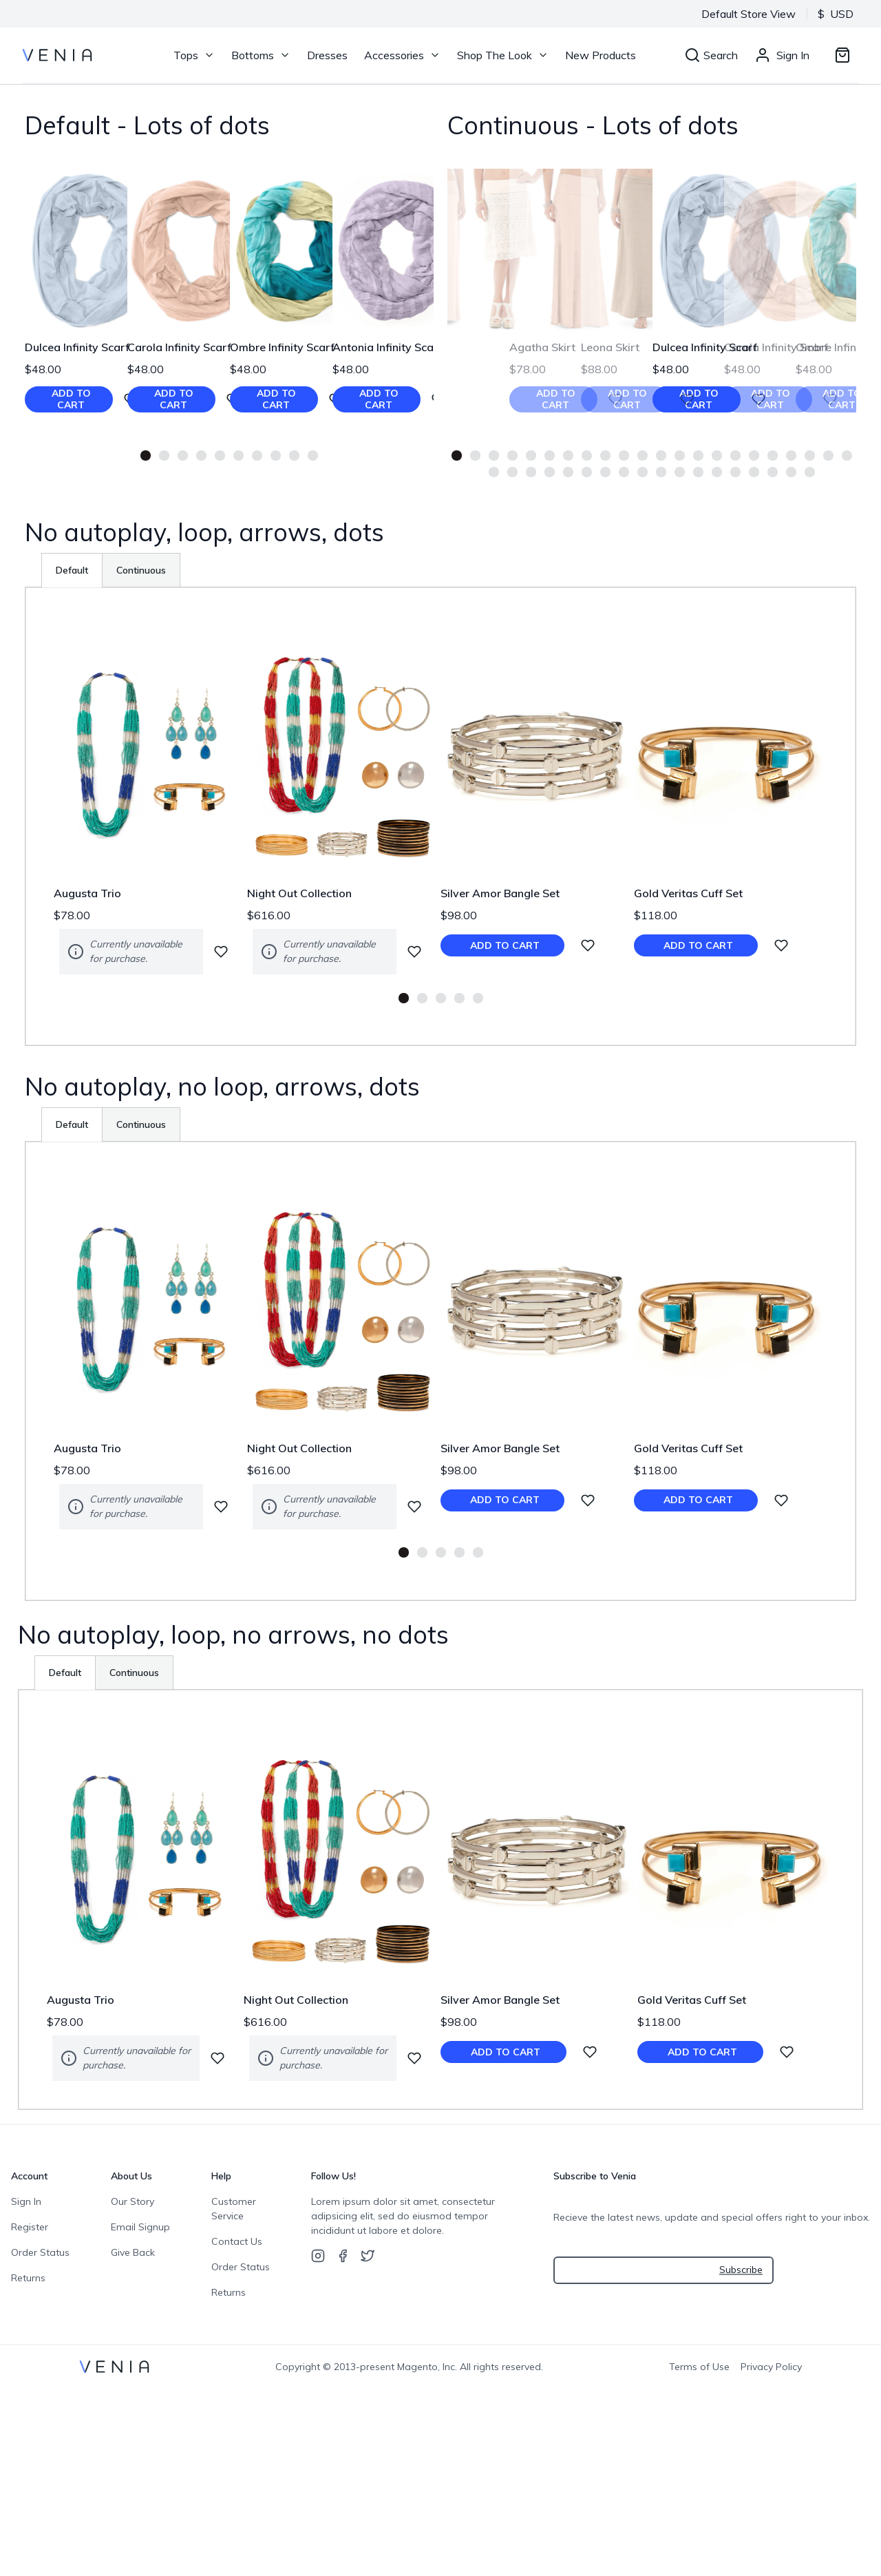 Default Store View $ USD
VENIA Tops Bottoms Dresses Accessories Shop The Look New Products Search Sign In
Default - Lots of dots
Continuous - Lots of dots
Dulcea Infinity Scarf Carola Infinity Scarf Ombre Infinity Scarf Antonia Infinity Sca
$48.00 $48.00 $48.00 $48.00
ADD TO CART ADD TO CART ADD TO CART ADD TO CART
Agatha Skirt Leona Skirt Dulcea Infinity Scarf Infinity Infin
$78.00 $88.00 $48.00 $48.00 $48.00
ADD TO CART ADD TO CART ADD TO CART ADD TO CART ADD TO CART
No autoplay, loop, arrows, dots
Default Continuous
Augusta Trio Night Out Collection Silver Amor Bangle Set Gold Veritas Cuff Set
$78.00 $616.00 $98.00 $118.00
Currently unavailable for purchase. Currently unavailable for purchase. ADD TO CART ADD TO CART
No autoplay, no loop, arrows, dots
Default Continuous
Augusta Trio Night Out Collection Silver Amor Bangle Set Gold Veritas Cuff Set
$78.00 $616.00 $98.00 $118.00
Currently unavailable for purchase. Currently unavailable for purchase. ADD TO CART ADD TO CART
No autoplay, loop, no arrows, no dots
Default Continuous
Augusta Trio Night Out Collection Silver Amor Bangle Set Gold Veritas Cuff Set
$78.00 $616.00 $98.00 $118.00
Currently unavailable for purchase. Currently unavailable for purchase. ADD TO CART ADD TO CART
Account
Sign In
Register
Order Status
Returns
About Us
Our Story
Email Signup
Give Back
Help
Customer
Service
Contact Us
Order Status
Returns
Follow Us!
Lorem ipsum dolor sit amet, consectetur
adipsicing elit, sed do eiusmod tempor
incididunt ut labore et dolore.
Subscribe to Venia
Recieve the latest news, update and special offers right to your inbox.
Subscribe
VENIA Copyright © 2013-present Magento, Inc. All rights reserved. Terms of Use Privacy Policy